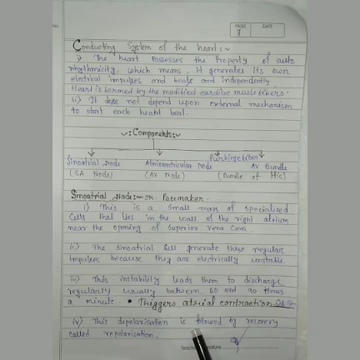 PAGE DATE
Conducting System of the heart :-
i) The heart possesses the Property of auto
rhythmicity, which means, it generates its own
electrical impulses and beats and independently
Heart is formed by the modified cardiac muscle fibers.
ii) It does not depend upon external mechanism
to start each heart beat.
Components
Sinoatrial Node Atrioventricular Node AV Bundle Purkinje fiber
(SA Node) (AV Node) (Bundle of His)
Sinoatrial Node :- or Pacemaker.
i) This is a small mass of specialized
Cells that lies in the wall of the right atrium
near the opening of Superior Vena Cava.
ii) The sinoatrial Cell generate these regular
Impulses because they are electrically unstable.
iii) This instability leads them to discharge
regularly usually between 60 and 80 times
a minute • Triggers atrial contraction
iv) This depolarisation is followed by recovery
called repolarisation.